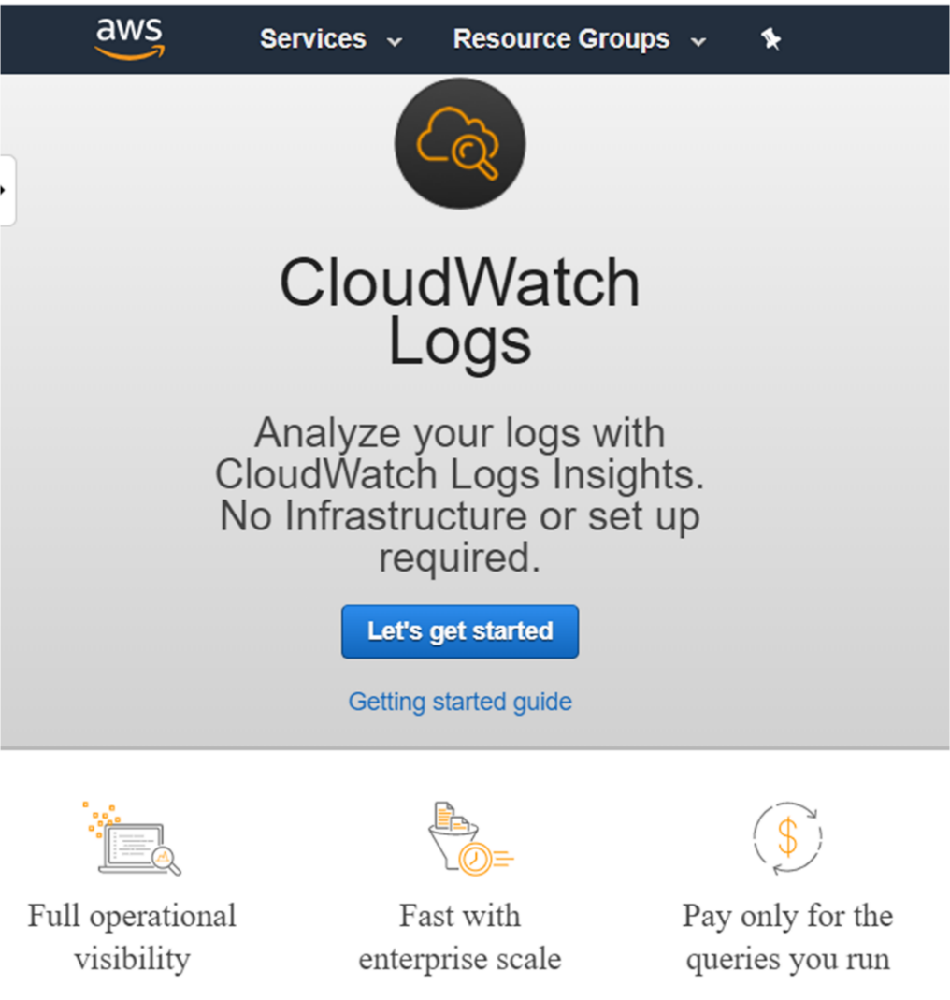 aws Services Resource Groups
CloudWatch
Logs
Analyze your logs with
CloudWatch Logs Insights.
No Infrastructure or set up
required.
Let's get started
Getting started guide
Full operational
visibility
Fast with
enterprise scale
Pay only for the
queries you run